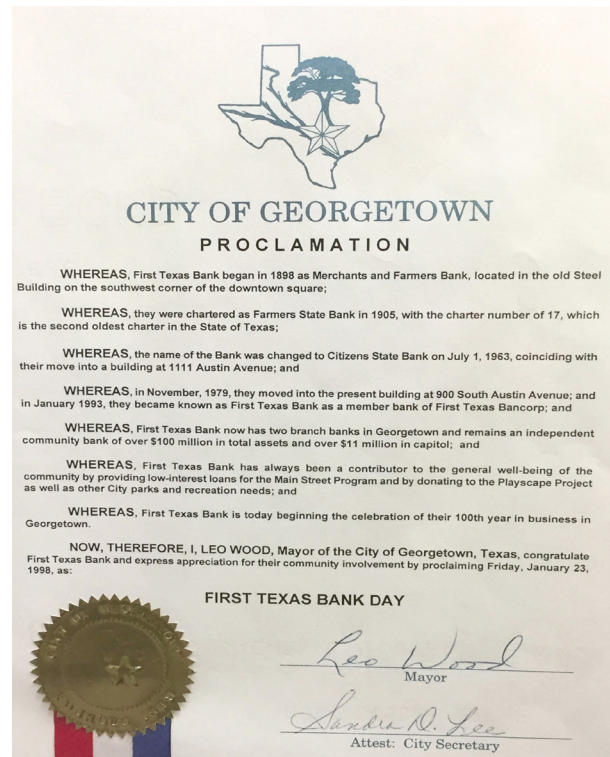 CITY OF GEORGETOWN
PROCLAMATION
WHEREAS, First Texas Bank began in 1898 as Merchants and Farmers Bank, located in the old Steel
Building on the southwest corner of the downtown square;
WHEREAS, they were chartered as Farmers State Bank in 1905, with the charter number of 17, which
is the second oldest charter in the State of Texas;
WHEREAS, the name of the Bank was changed to Citizens State Bank on July 1, 1963, coinciding with
their move into a building at 1111 Austin Avenue; and
WHEREAS, in November, 1979, they moved into the present building at 900 South Austin Avenue; and
in January 1993, they became known as First Texas Bank as a member bank of First Texas Bancorp; and
WHEREAS, First Texas Bank now has two branch banks in Georgetown and remains an independent
community bank of over $100 million in total assets and over $11 million in capitol; and
WHEREAS, First Texas Bank has always been a contributor to the general well-being of the
community by providing low-interest loans for the Main Street Program and by donating to the Playscape Project
as well as other City parks and recreation needs; and
WHEREAS, First Texas Bank is today beginning the celebration of their 100th year in business in
Georgetown.
NOW, THEREFORE, I, LEO WOOD, Mayor of the City of Georgetown, Texas, congratulate
First Texas Bank and express appreciation for their community involvement by proclaiming Friday, January 23,
1998, as:
FIRST TEXAS BANK DAY
Leo Wood
Mayor
Sandra D. Lee
Attest: City Secretary